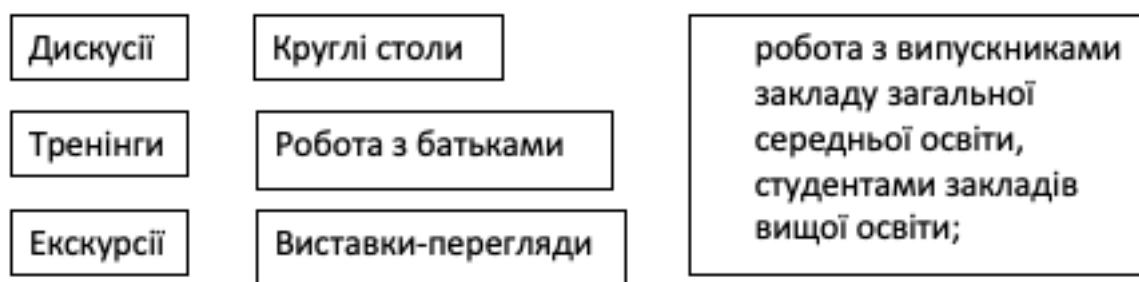 Дискусії
Круглі столи
Тренінги
Робота з батьками
Екскурсії
Виставки-перегляди
робота з випускниками
закладу загальної
середньої освіти,
студентами закладів
вищої освіти;